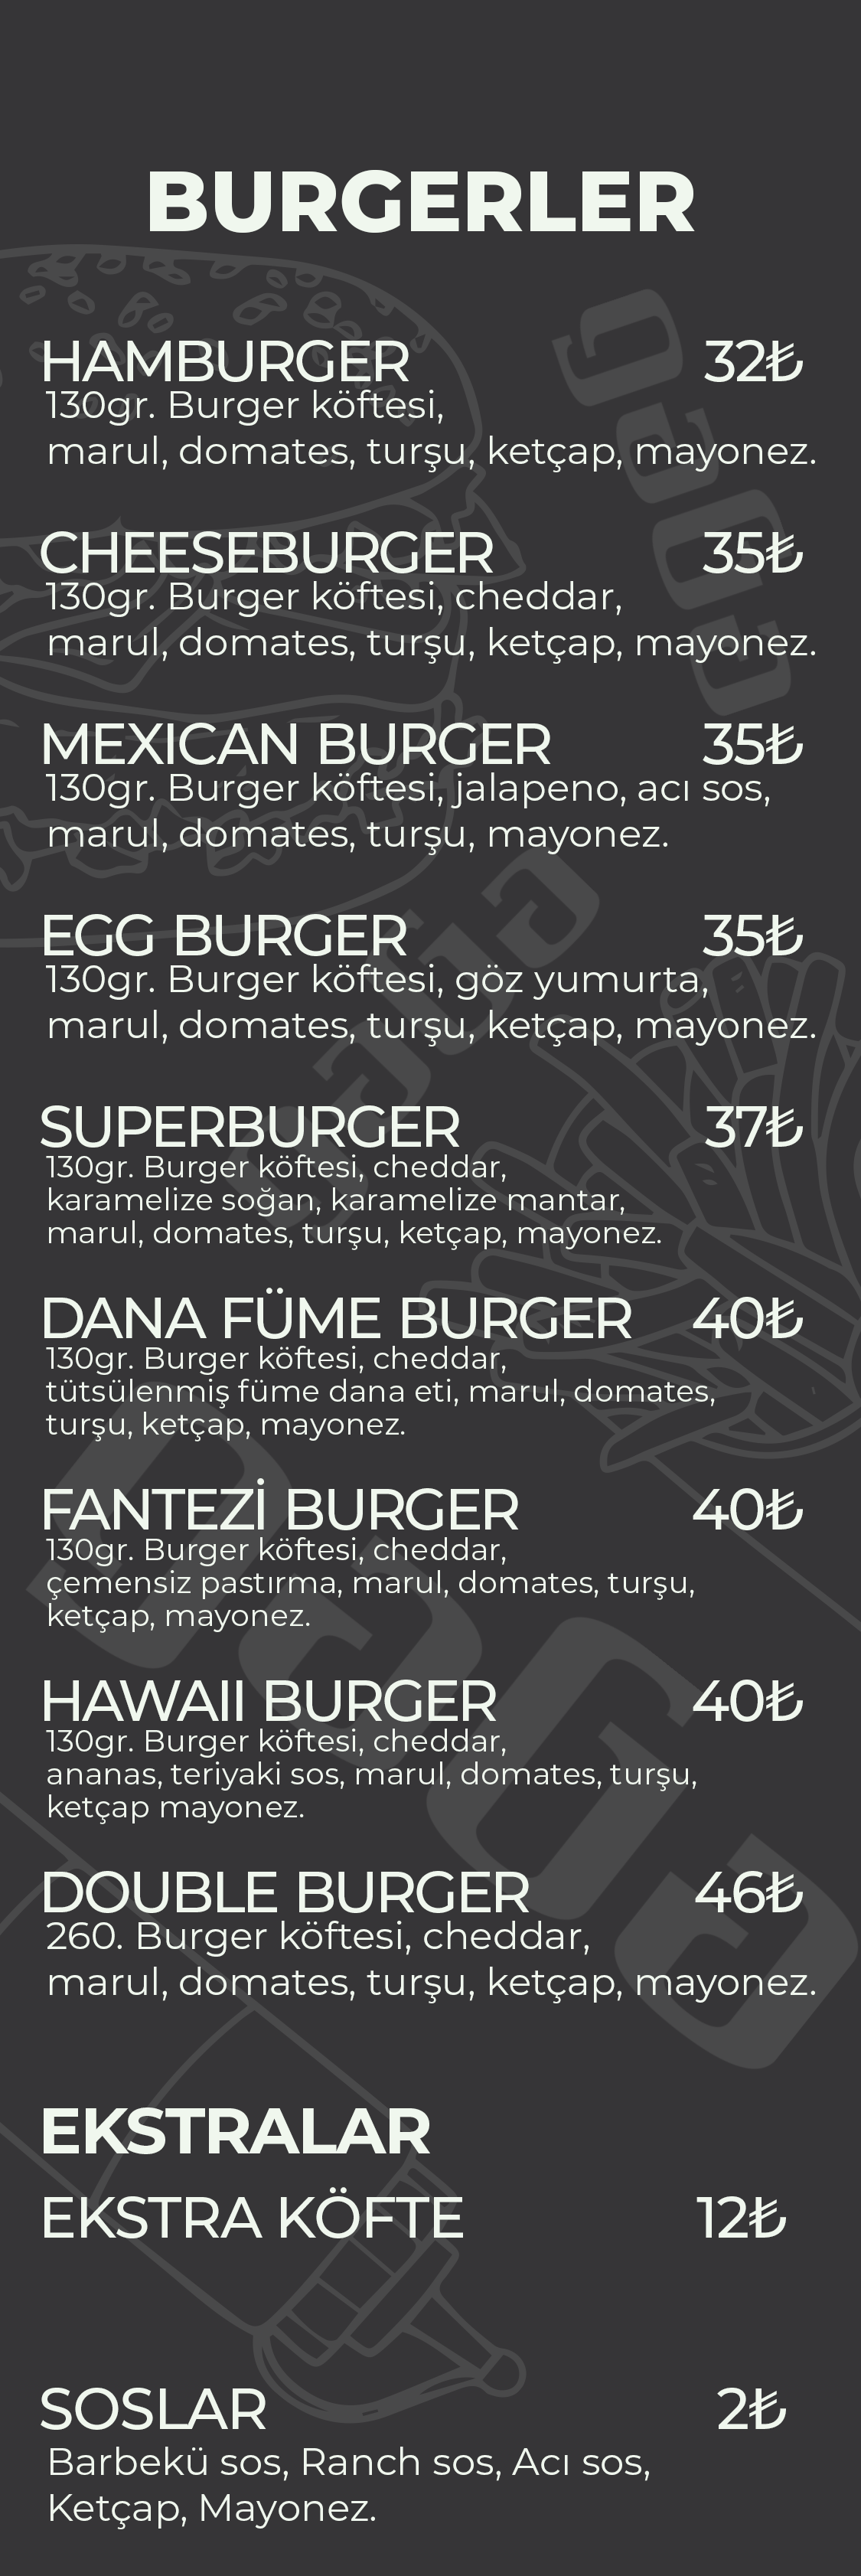 BURGERLER
HAMBURGER 32₺
130gr. Burger köftesi,
marul, domates, turşu, ketçap, mayonez.
CHEESEBURGER 35₺
130gr. Burger köftesi, cheddar,
marul, domates, turşu, ketçap, mayonez.
MEXICAN BURGER 35₺
130gr. Burger köftesi, jalapeno, acı sos,
marul, domates, turşu, mayonez.
EGG BURGER 35₺
130gr. Burger köftesi, göz yumurta,
marul, domates, turşu, ketçap, mayonez.
SUPERBURGER 37₺
130gr. Burger köftesi, cheddar,
karamelize soğan, karamelize mantar,
marul, domates, turşu, ketçap, mayonez.
DANA FÜME BURGER 40₺
130gr. Burger köftesi, cheddar,
tütsülenmiş füme dana eti, marul, domates,
turşu, ketçap, mayonez.
FANTEZİ BURGER 40₺
130gr. Burger köftesi, cheddar,
çemensiz pastırma, marul, domates, turşu,
ketçap, mayonez.
HAWAII BURGER 40₺
130gr. Burger köftesi, cheddar,
ananas, teriyaki sos, marul, domates, turşu,
ketçap mayonez.
DOUBLE BURGER 46₺
260. Burger köftesi, cheddar,
marul, domates, turşu, ketçap, mayonez.
EKSTRALAR
EKSTRA KÖFTE 12₺
SOSLAR 2₺
Barbekü sos, Ranch sos, Acı sos,
Ketçap, Mayonez.